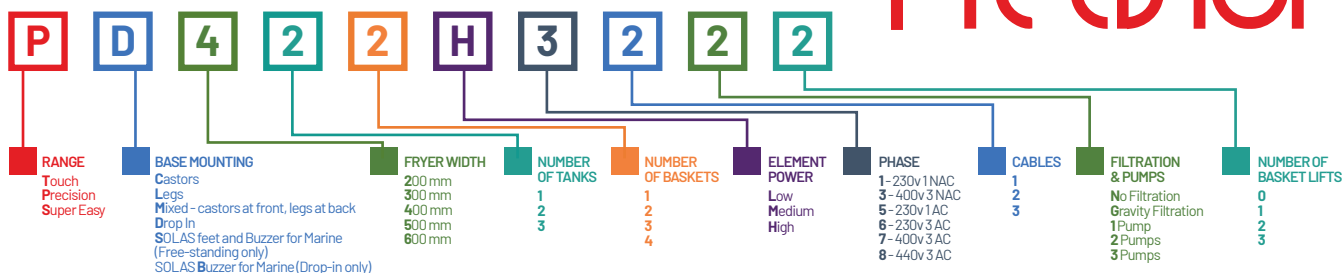 P D 4 2 2 H 3 2 2 2
RANGE
Touch
Precision
Super Easy
BASE MOUNTING
Castors
Legs
Mixed - castors at front, legs at back
Drop In
SOLAS feet and Buzzer for Marine
(Free-standing only)
SOLAS Buzzer for Marine (Drop-in only)
FRYER WIDTH
200 mm
300 mm
400 mm
500 mm
600 mm
NUMBER
OF TANKS
1
2
3
NUMBER
OF BASKETS
1
2
3
4
ELEMENT
POWER
Low
Medium
High
PHASE
1 - 230v 1 NAC
3 - 400v 3 NAC
5 - 230v 1 AC
6 - 230v 3 AC
7 - 400v 3 AC
8 - 440v 3 AC
CABLES
1
2
3
FILTRATION
& PUMPS
No Filtration
Gravity Filtration
1 Pump
2 Pumps
3 Pumps
NUMBER OF
BASKET LIFTS
0
1
2
3